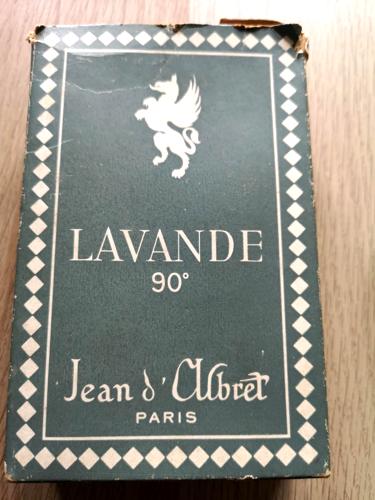 LAVANDE
90°
Jean d'Albret
PARIS